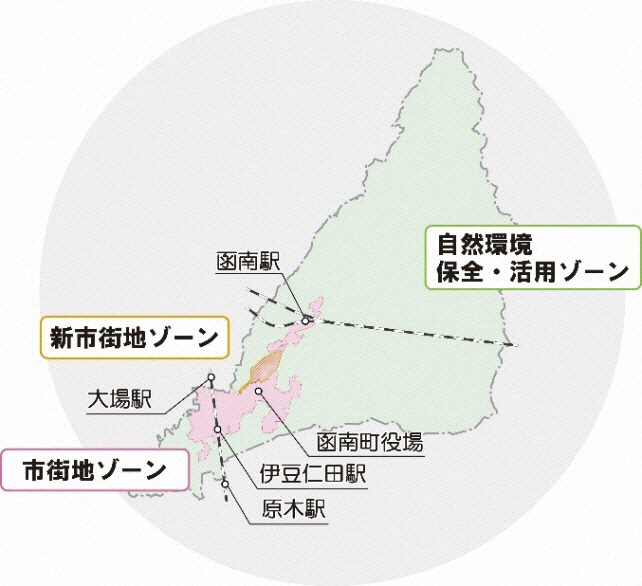 自然環境
保全・活用ゾーン
函南駅
新市街地ゾーン
大場駅
函南町役場
市街地ゾーン
伊豆仁田駅
原木駅